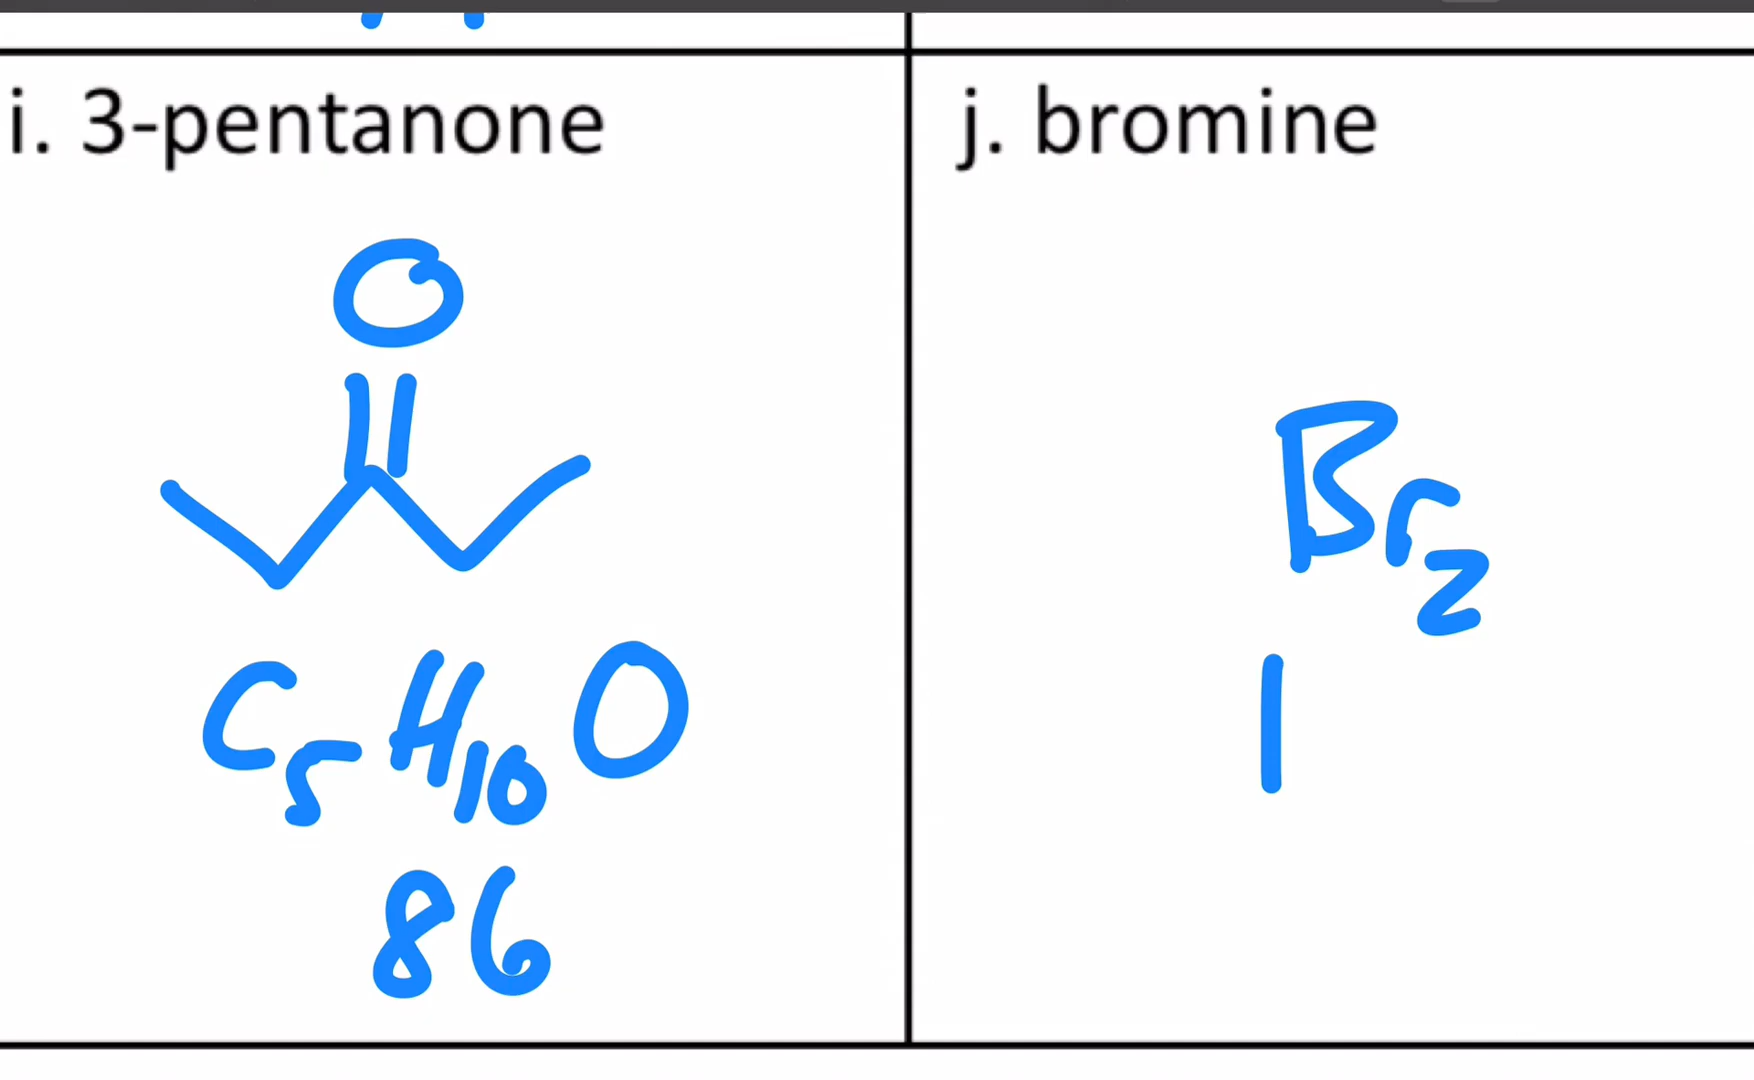 i. 3-pentanone
O
C₅H₁₀O
86
j. bromine
Br₂
1